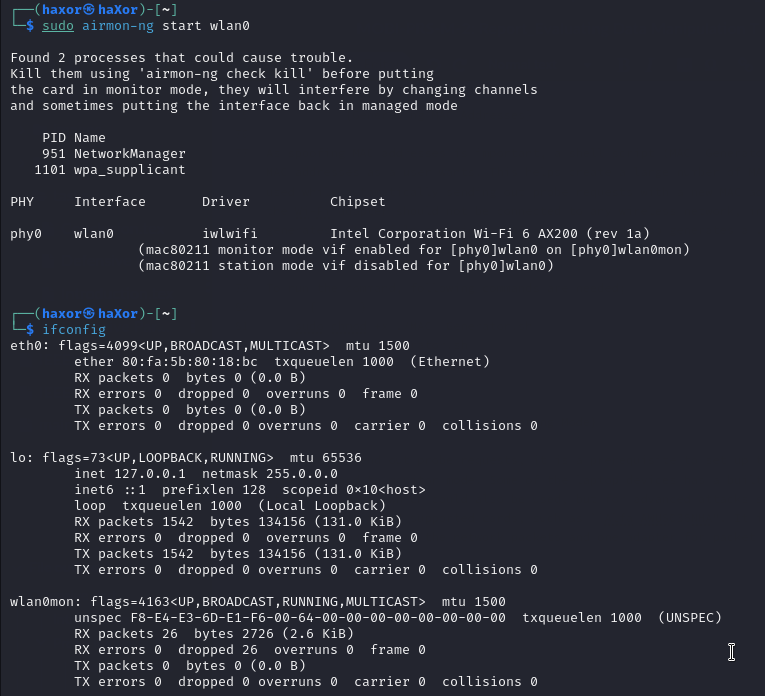 ┌──(haxor㉿haXor)-[~]
└─$ sudo airmon-ng start wlan0
Found 2 processes that could cause trouble.
Kill them using 'airmon-ng check kill' before putting
the card in monitor mode, they will interfere by changing channels
and sometimes putting the interface back in managed mode
PID Name
951 NetworkManager
1101 wpa_supplicant
PHY Interface Driver Chipset
phy0 wlan0 iwlwifi Intel Corporation Wi-Fi 6 AX200 (rev 1a)
(mac80211 monitor mode vif enabled for [phy0]wlan0 on [phy0]wlan0mon)
(mac80211 station mode vif disabled for [phy0]wlan0)
┌──(haxor㉿haXor)-[~]
└─$ ifconfig
eth0: flags=4099<UP,BROADCAST,MULTICAST> mtu 1500
ether 80:fa:5b:80:18:bc txqueuelen 1000 (Ethernet)
RX packets 0 bytes 0 (0.0 B)
RX errors 0 dropped 0 overruns 0 frame 0
TX packets 0 bytes 0 (0.0 B)
TX errors 0 dropped 0 overruns 0 carrier 0 collisions 0
lo: flags=73<UP,LOOPBACK,RUNNING> mtu 65536
inet 127.0.0.1 netmask 255.0.0.0
inet6 ::1 prefixlen 128 scopeid 0×10<host>
loop txqueuelen 1000 (Local Loopback)
RX packets 1542 bytes 134156 (131.0 KiB)
RX errors 0 dropped 0 overruns 0 frame 0
TX packets 1542 bytes 134156 (131.0 KiB)
TX errors 0 dropped 0 overruns 0 carrier 0 collisions 0
wlan0mon: flags=4163<UP,BROADCAST,RUNNING,MULTICAST> mtu 1500
unspec F8-E4-E3-6D-E1-F6-00-64-00-00-00-00-00-00-00-00 txqueuelen 1000 (UNSPEC)
RX packets 26 bytes 2726 (2.6 KiB)
RX errors 0 dropped 26 overruns 0 frame 0
TX packets 0 bytes 0 (0.0 B)
TX errors 0 dropped 0 overruns 0 carrier 0 collisions 0